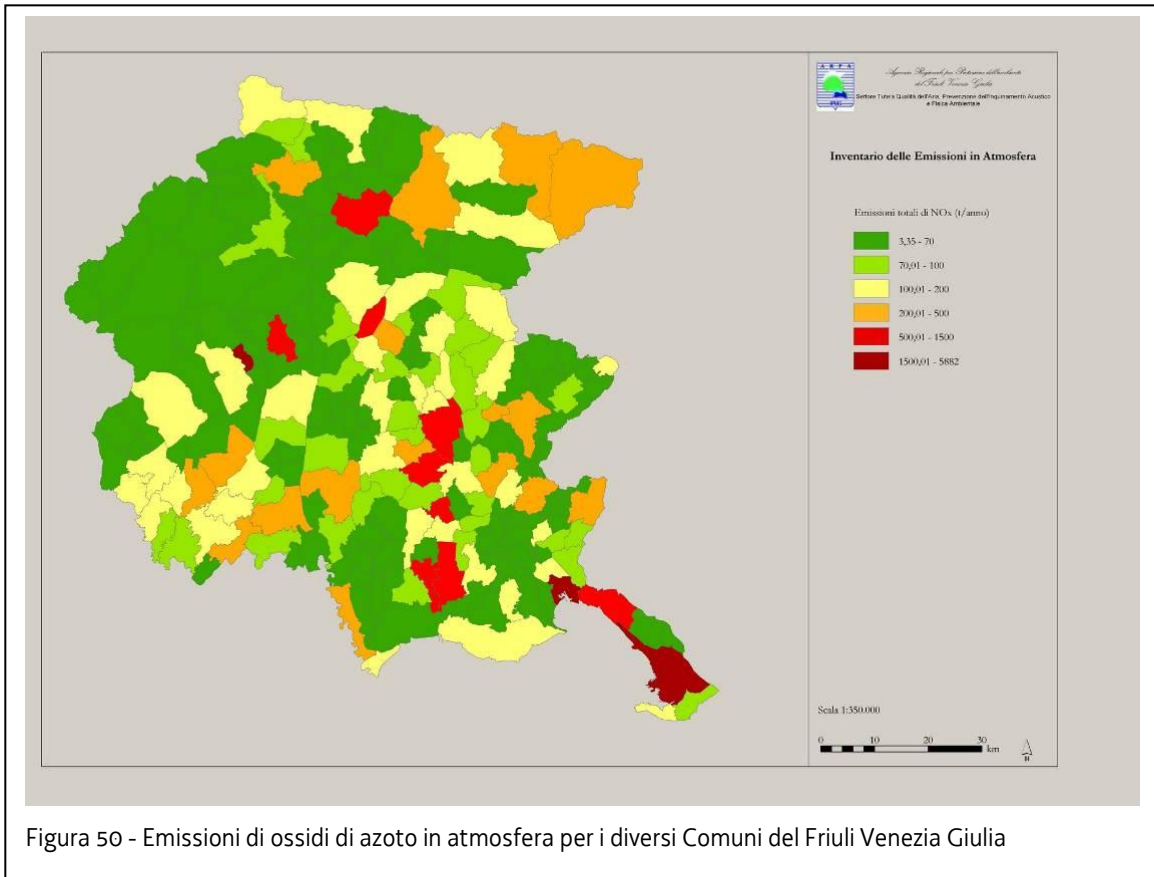 ARPA
FVG
Agenzia Regionale per Protezione dell'Ambiente
del Friuli Venezia Giulia
Settore Tutela Qualità dell'Aria, Prevenzione dell'Inquinamento Acustico
e Fisica Ambientale
Inventario delle Emissioni in Atmosfera
Emissioni totali di NOx (t/anno)
3,35 - 70
70,01 - 100
100,01 - 200
200,01 - 500
500,01 - 1500
1500,01 - 5882
Scala 1:350.000
0 10 20 30
km
N
Figura 50 - Emissioni di ossidi di azoto in atmosfera per i diversi Comuni del Friuli Venezia Giulia